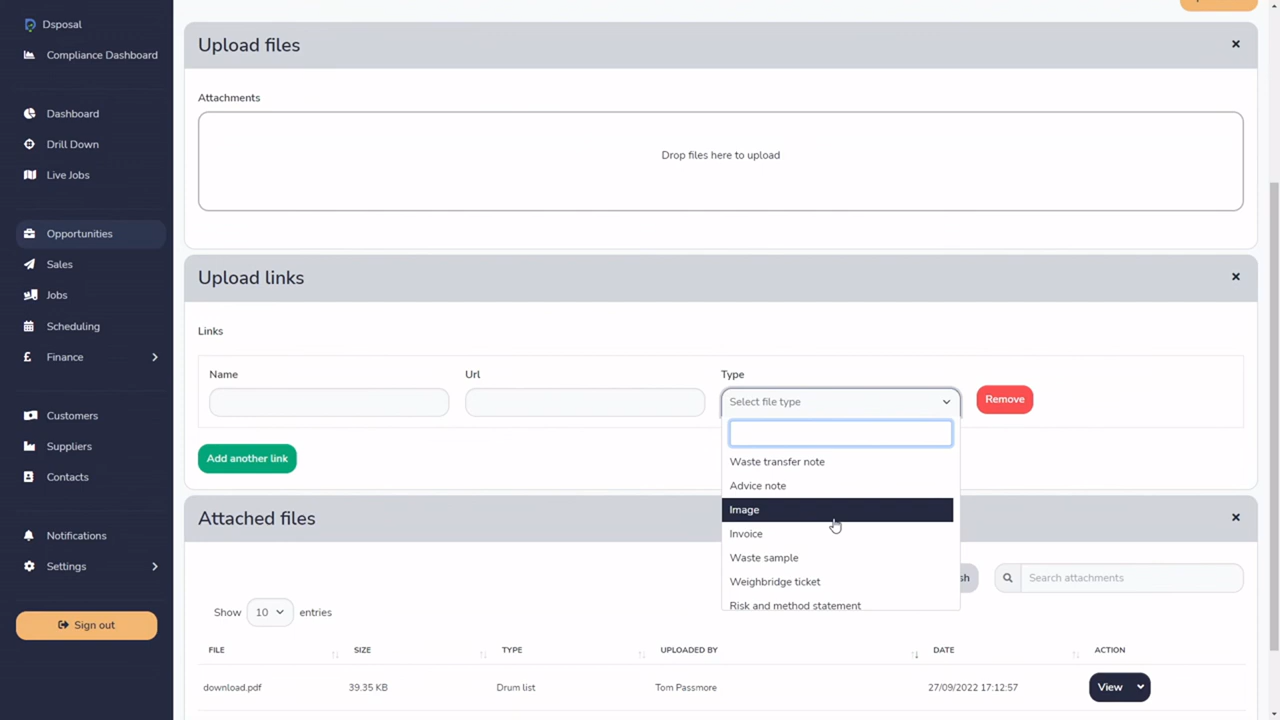 Dsposal
Compliance Dashboard
Dashboard
Drill Down
Live Jobs
Opportunities
Sales
Jobs
Scheduling
Finance
Customers
Suppliers
Contacts
Notifications
Settings
Sign out
Upload files
Attachments
Drop files here to upload
Upload links
Links
Name Url Type
Select file type
Remove
Waste transfer note
Advice note
Image
Invoice
Waste sample
Weighbridge ticket
Risk and method statement
Add another link
Attached files
Search attachments
Show 10 entries
FILE SIZE TYPE UPLOADED BY DATE ACTION
download.pdf 39.35 KB Drum list Tom Passmore 27/09/2022 17:12:57 View